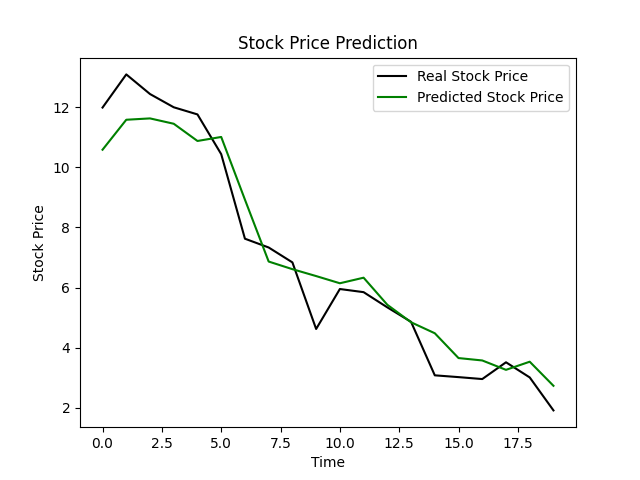 Stock Price Prediction
Real Stock Price
Predicted Stock Price
12
10
8
6
4
2
Stock Price
0.0 2.5 5.0 7.5 10.0 12.5 15.0 17.5
Time